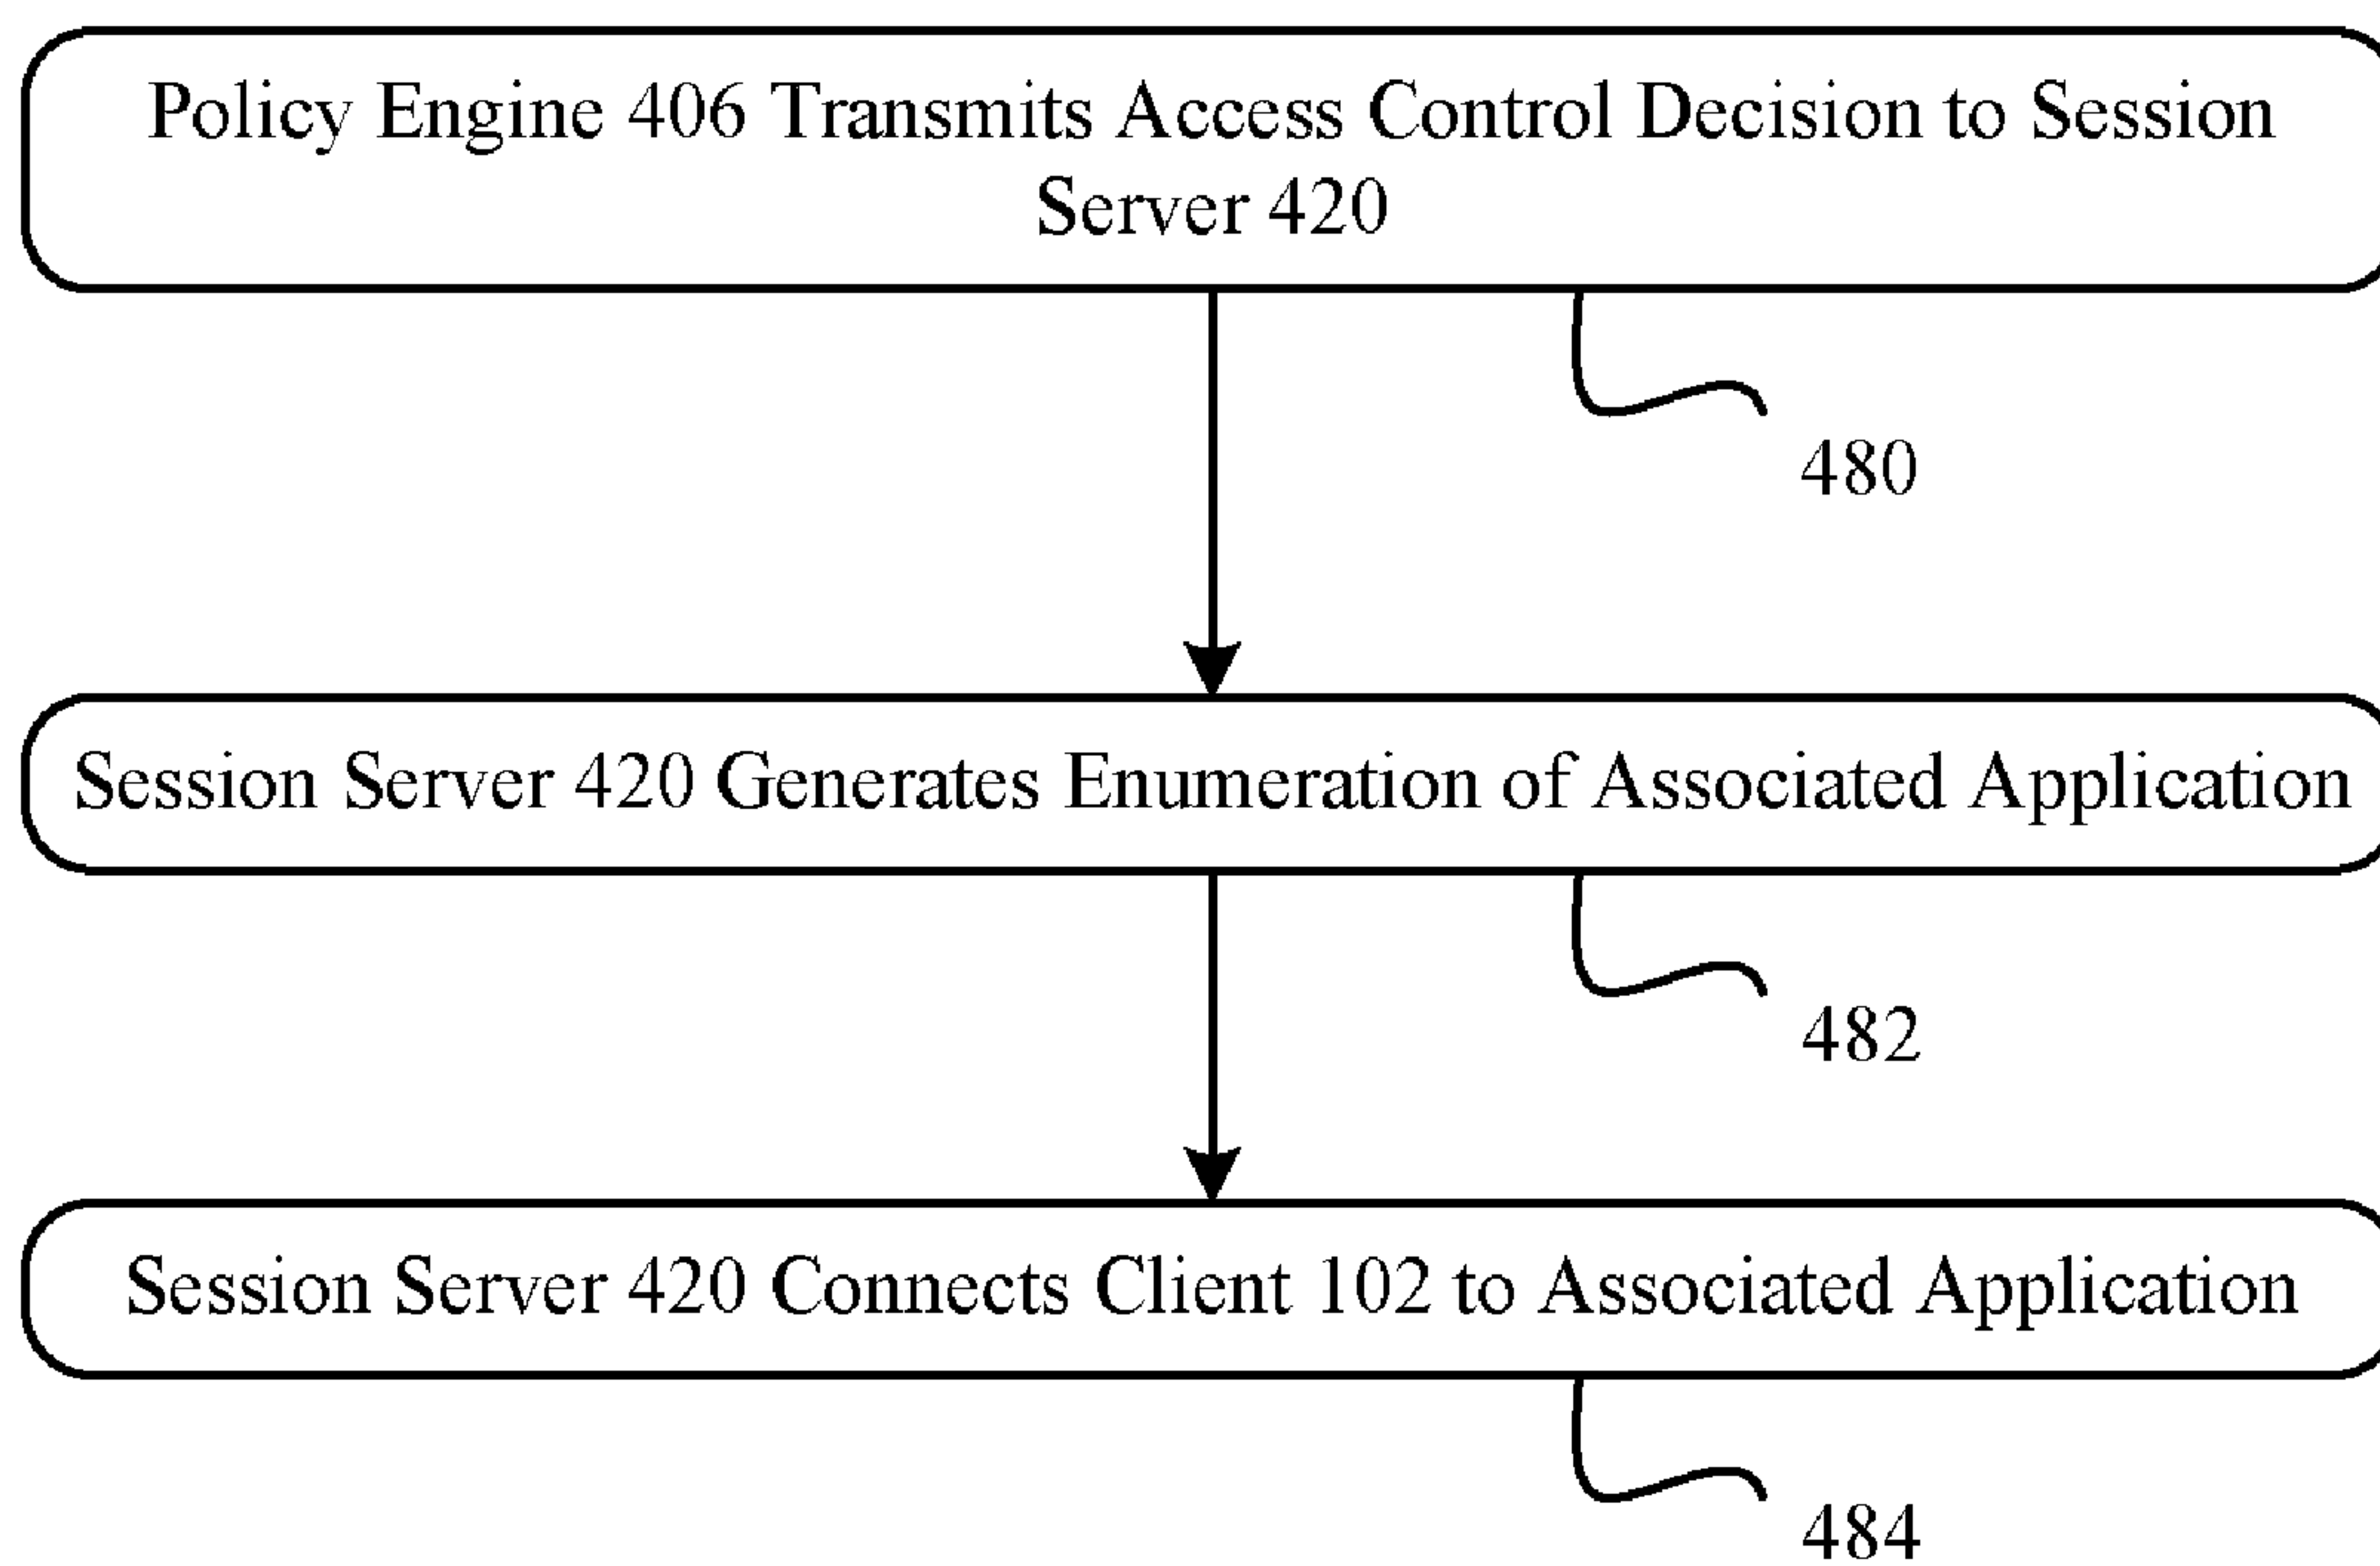 Policy Engine 406 Transmits Access Control Decision to Session
Server 420
480
Session Server 420 Generates Enumeration of Associated Application
482
Session Server 420 Connects Client 102 to Associated Application
484